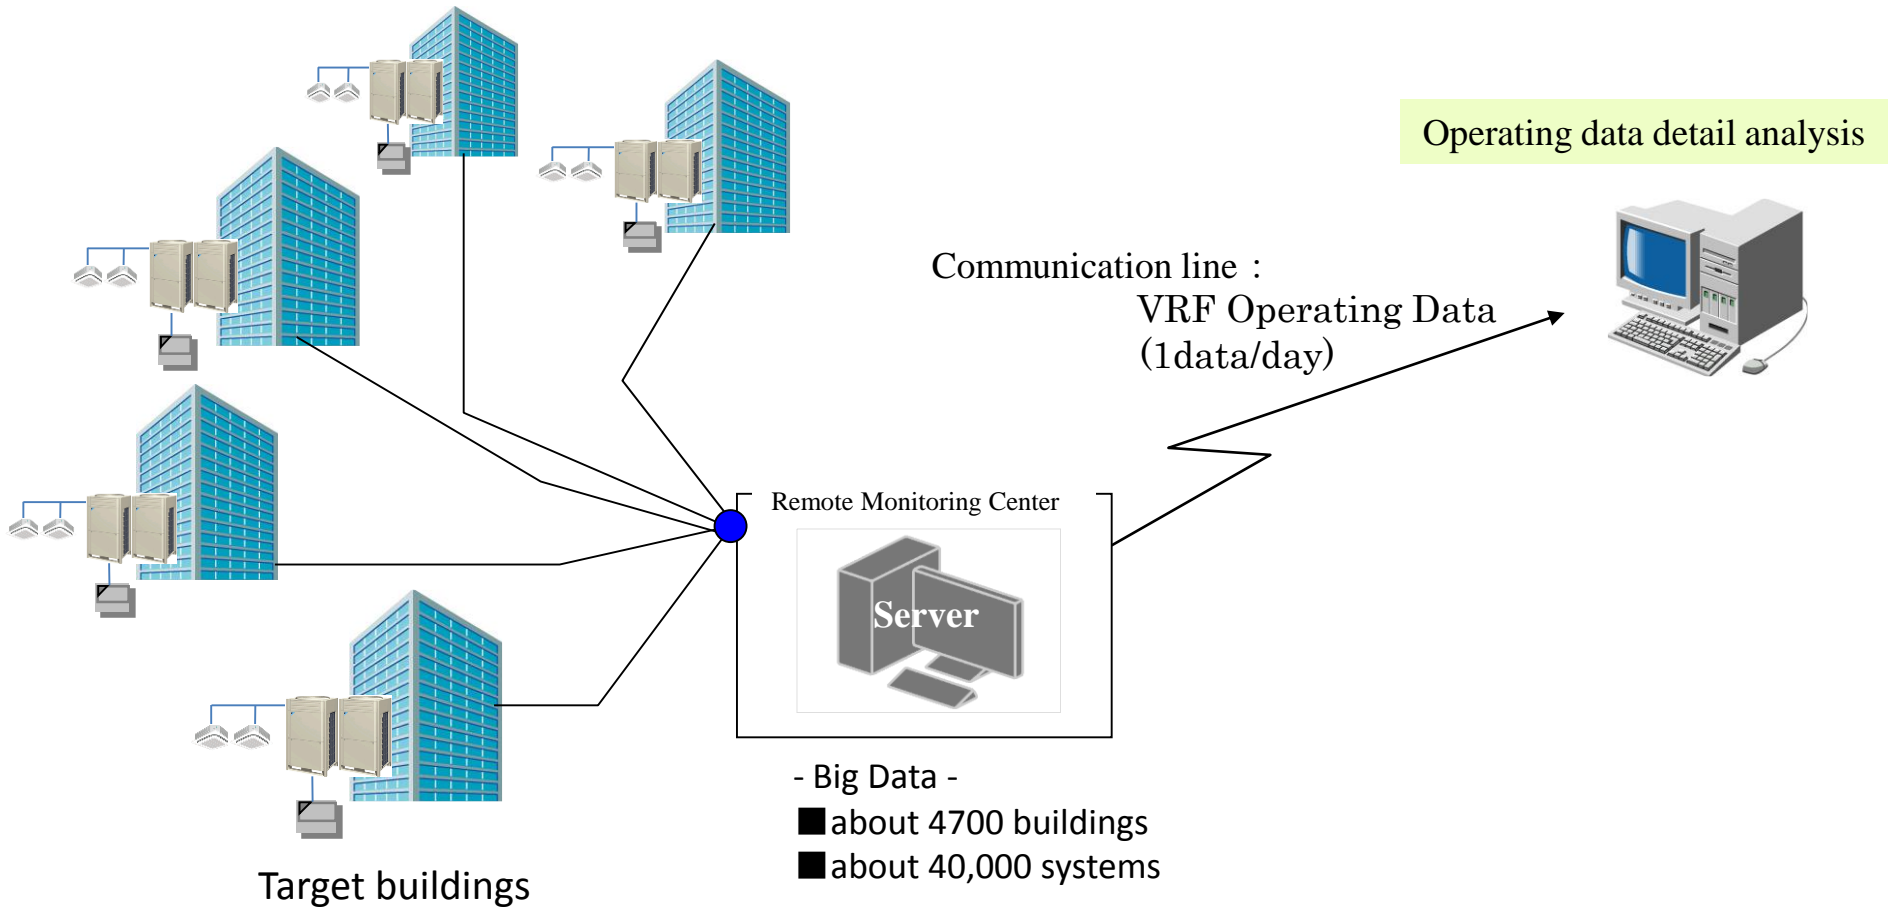 Operating data detail analysis
Communication line :
VRF Operating Data
(1data/day)
Remote Monitoring Center
Server
- Big Data -
■about 4700 buildings
■about 40,000 systems
Target buildings